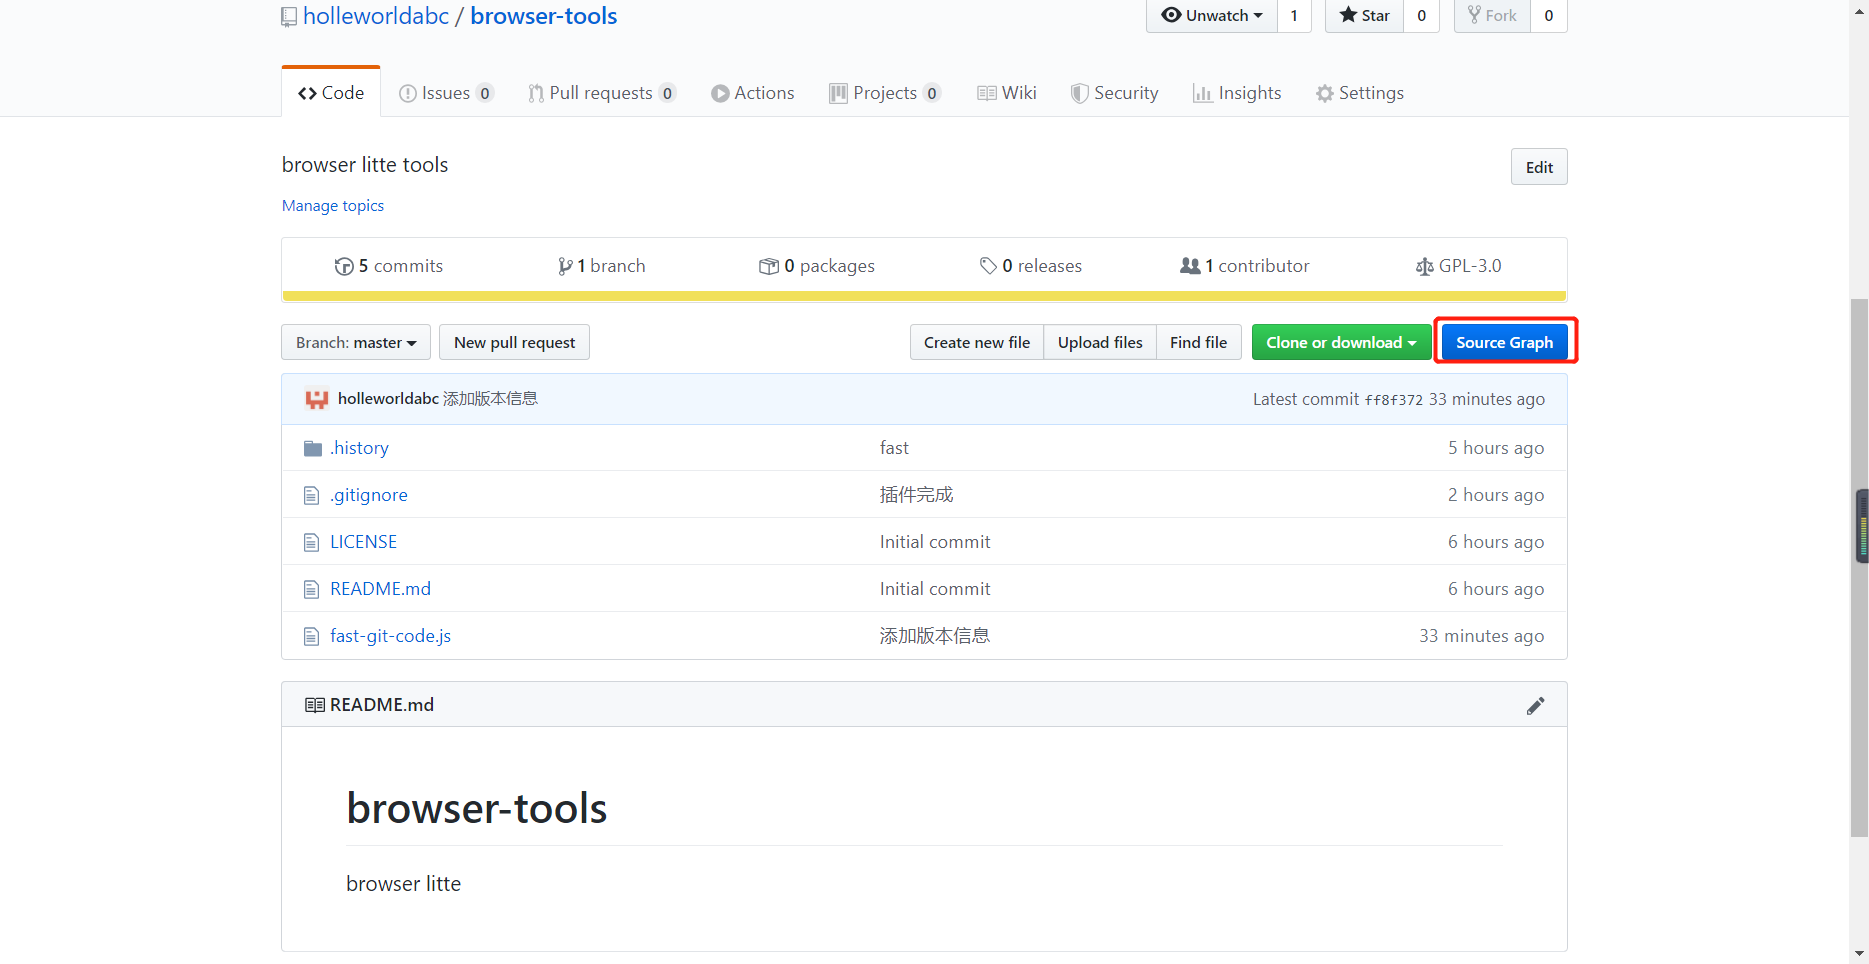 holleworldabc / browser-tools
Unwatch 1 Star 0 Fork 0
Code Issues 0 Pull requests 0 Actions Projects 0 Wiki Security Insights Settings
browser litte tools
Edit
Manage topics
5 commits 1 branch 0 packages 0 releases 1 contributor GPL-3.0
Branch: master New pull request Create new file Upload files Find file Clone or download Source Graph
holleworldabc 添加版本信息 Latest commit ff8f372 33 minutes ago
.history fast 5 hours ago
.gitignore 插件完成 2 hours ago
LICENSE Initial commit 6 hours ago
README.md Initial commit 6 hours ago
fast-git-code.js 添加版本信息 33 minutes ago
README.md
browser-tools
browser litte